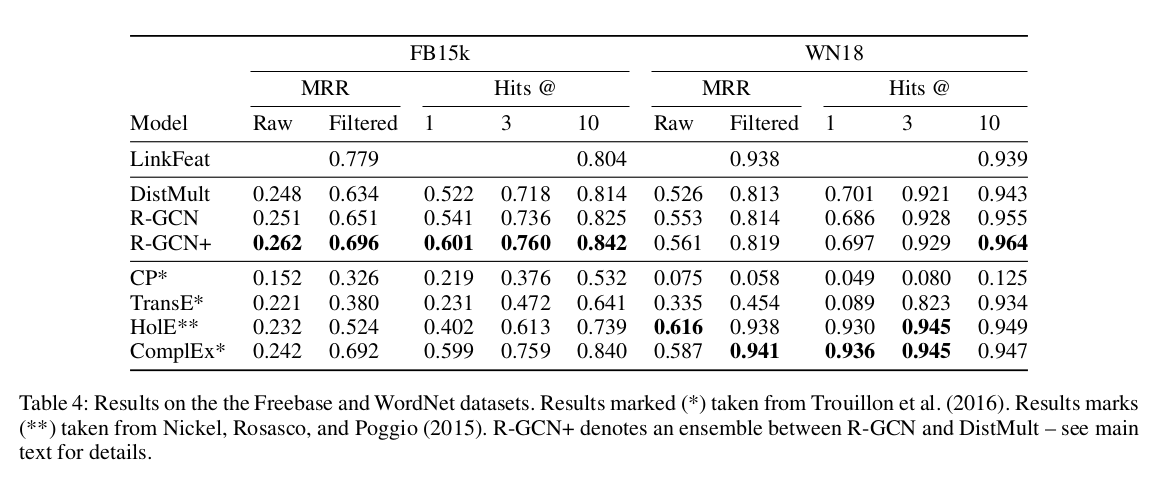 FB15k WN18
MRR Hits @ MRR Hits @
Model Raw Filtered 1 3 10 Raw Filtered 1 3 10
LinkFeat 0.779 0.804 0.938 0.939
DistMult 0.248 0.634 0.522 0.718 0.814 0.526 0.813 0.701 0.921 0.943
R-GCN 0.251 0.651 0.541 0.736 0.825 0.553 0.814 0.686 0.928 0.955
R-GCN+ 0.262 0.696 0.601 0.760 0.842 0.561 0.819 0.697 0.929 0.964
CP* 0.152 0.326 0.219 0.376 0.532 0.075 0.058 0.049 0.080 0.125
TransE* 0.221 0.380 0.231 0.472 0.641 0.335 0.454 0.089 0.823 0.934
HolE** 0.232 0.524 0.402 0.613 0.739 0.616 0.938 0.930 0.945 0.949
ComplEx* 0.242 0.692 0.599 0.759 0.840 0.587 0.941 0.936 0.945 0.947
Table 4: Results on the the Freebase and WordNet datasets. Results marked (*) taken from Trouillon et al. (2016). Results marks
(**) taken from Nickel, Rosasco, and Poggio (2015). R-GCN+ denotes an ensemble between R-GCN and DistMult – see main
text for details.